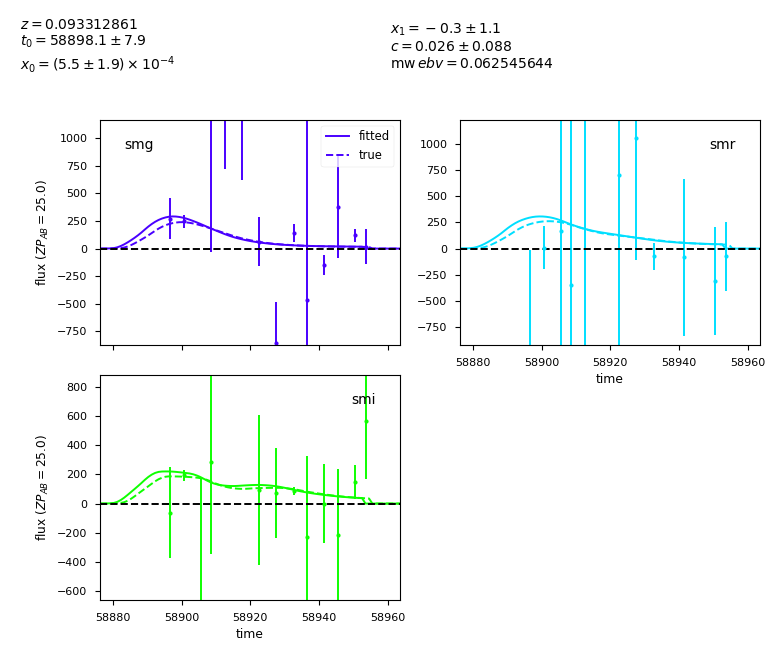 z = 0.093312861
t₀ = 58898.1 ± 7.9
x₀ = (5.5 ± 1.9) × 10⁻⁴
x₁ = −0.3 ± 1.1
c = 0.026 ± 0.088
mw ebv = 0.062545644
smg
fitted
true
1000
750
500
250
0
−250
−500
−750
flux (ZP_AB = 25.0)
smr
1000
750
500
250
0
−250
−500
−750
58880 58900 58920 58940 58960
time
smi
800
600
400
200
0
−200
−400
−600
flux (ZP_AB = 25.0)
58880 58900 58920 58940 58960
time